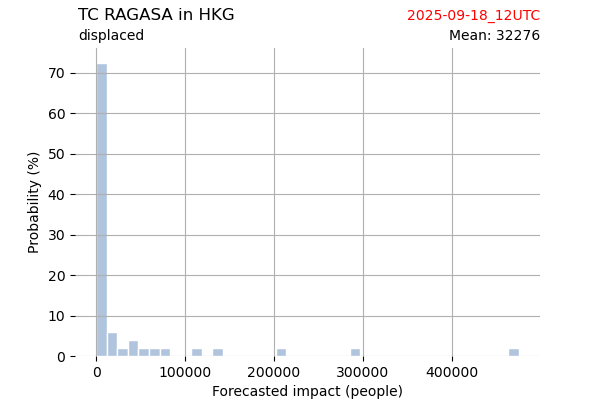 TC RAGASA in HKG
2025-09-18_12UTC
displaced
Mean: 32276
70
60
50
40
30
20
10
0
Probability (%)
0 100000 200000 300000 400000
Forecasted impact (people)